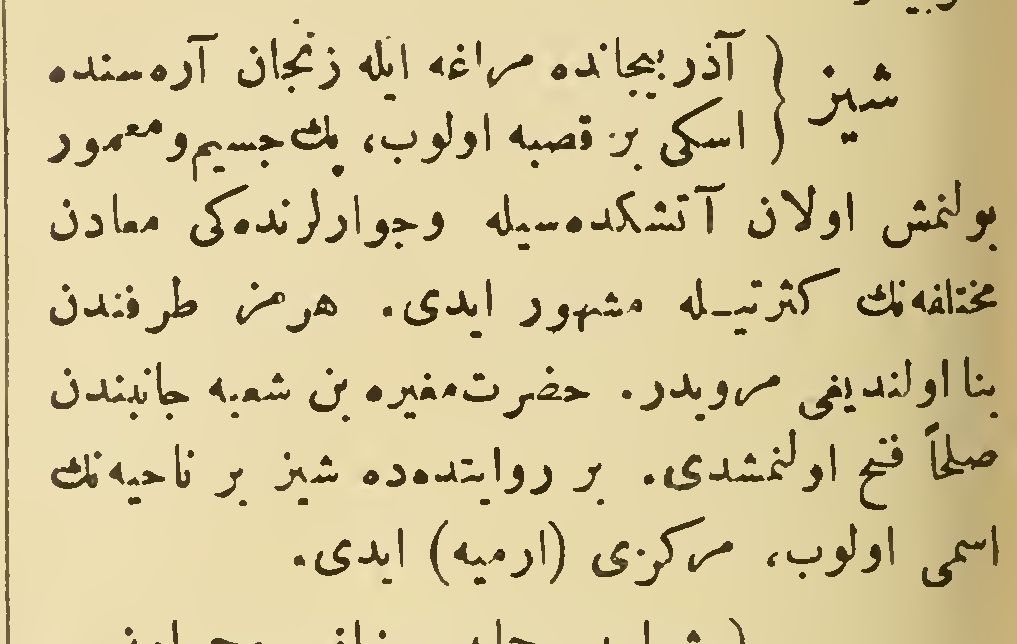 شیز { آذربیجانده مراغه ایله زنجان آره‌سنده
اسکی بر قصبه اولوب، پك جسیم و معمور
بولنمش اولان آتشکده‌سیله وجوارلرنده‌کی معادن
مختلفه‌نك کثرتیـله مشهور ایدی. هرمز طرفندن
بنا اولندیغی مرویدر. حضرت مغیره بن شعبه جانبندن
صلحاً فتح اولنمشدی. بر روایتده‌ده شیز بر ناحیه‌نك
اسمی اولوب، مرکزی (ارمیه) ایدی.